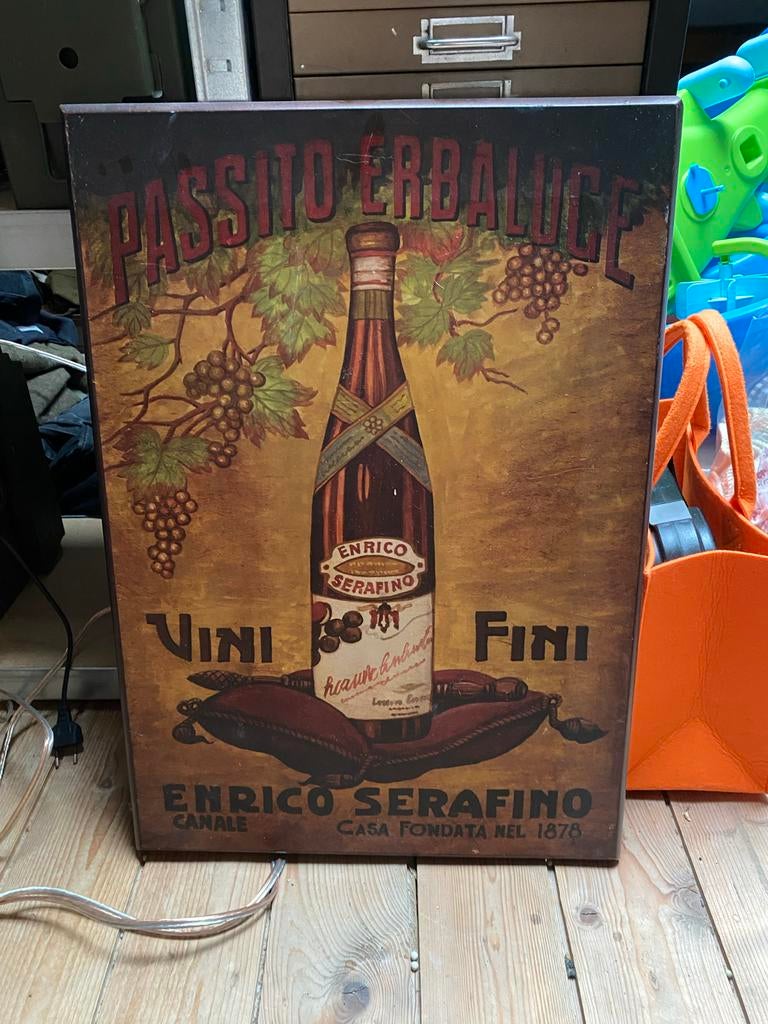 PASSITO ERBALUCE
ENRICO
SERAFINO
VINI FINI
ENRICO SERAFINO
CANALE
CASA FONDATA NEL 1878